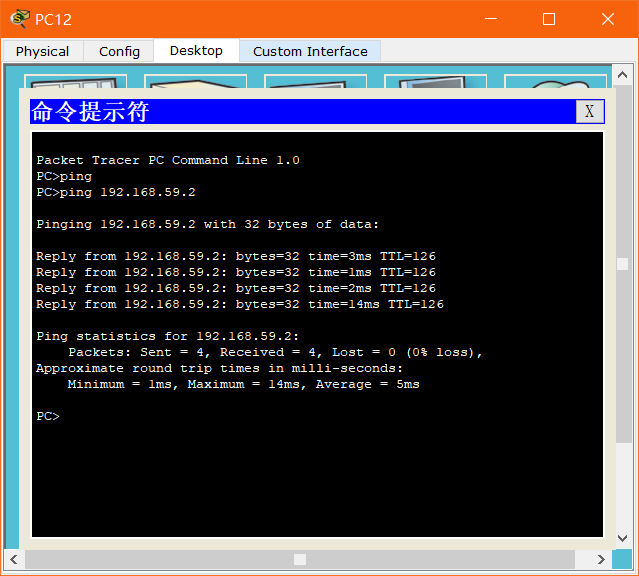 PC12
Physical Config Desktop Custom Interface
命令提示符 X
Packet Tracer PC Command Line 1.0
PC>ping
PC>ping 192.168.59.2
Pinging 192.168.59.2 with 32 bytes of data:
Reply from 192.168.59.2: bytes=32 time=3ms TTL=126
Reply from 192.168.59.2: bytes=32 time=1ms TTL=126
Reply from 192.168.59.2: bytes=32 time=2ms TTL=126
Reply from 192.168.59.2: bytes=32 time=14ms TTL=126
Ping statistics for 192.168.59.2:
    Packets: Sent = 4, Received = 4, Lost = 0 (0% loss),
Approximate round trip times in milli-seconds:
    Minimum = 1ms, Maximum = 14ms, Average = 5ms
PC>